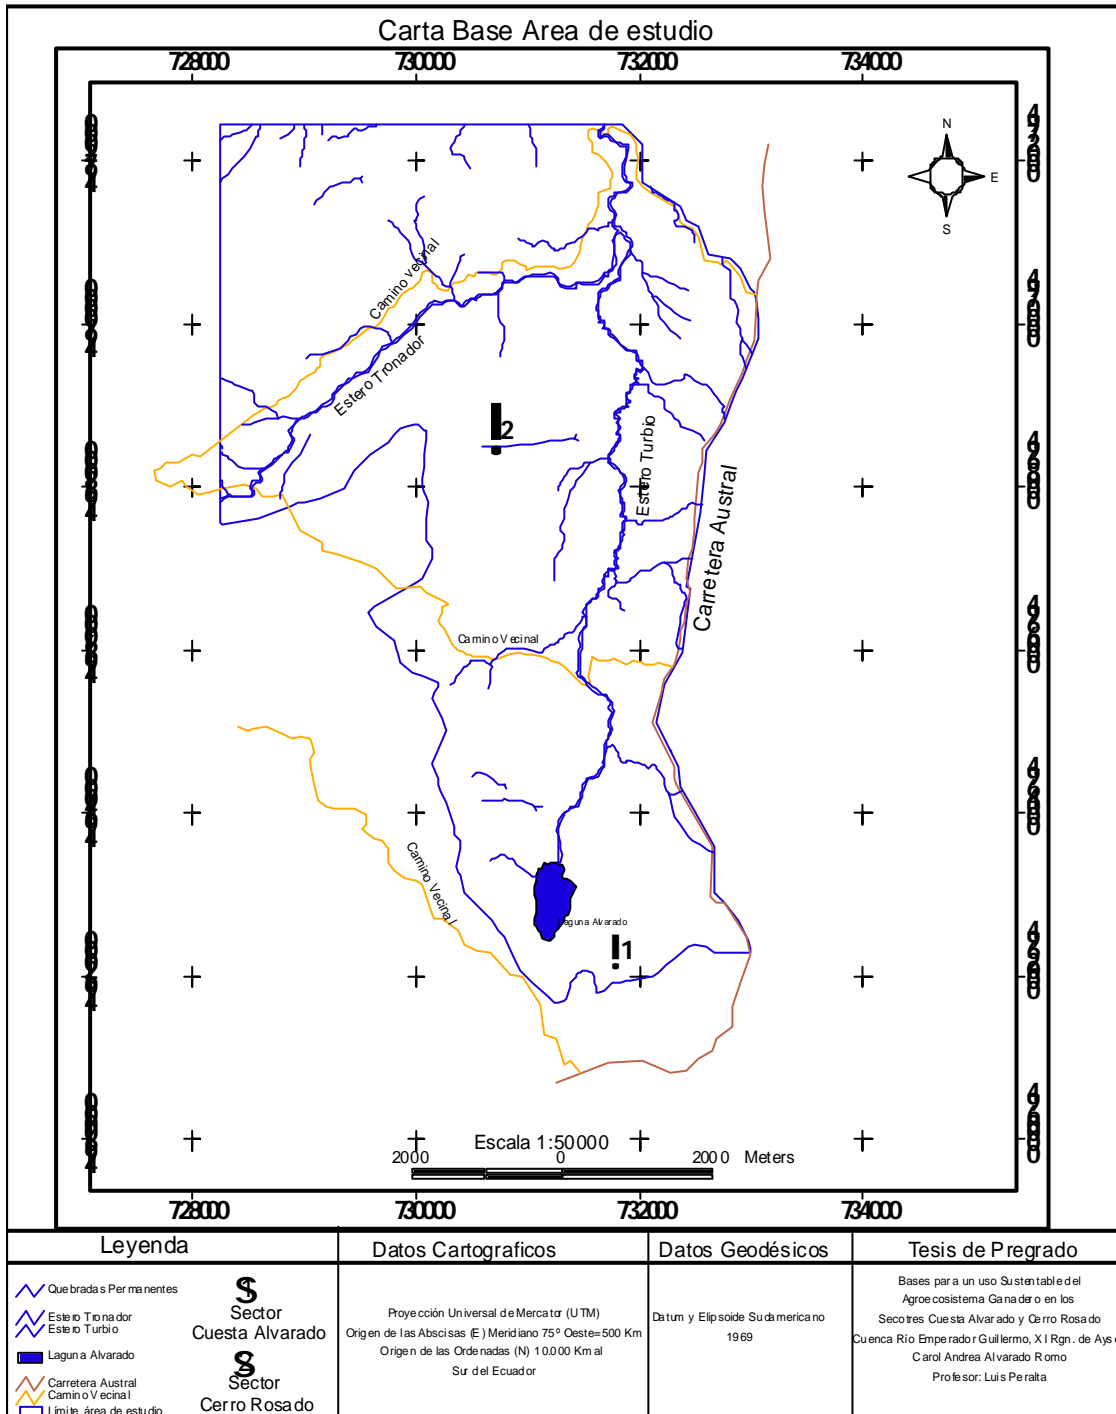 Carta Base Area de estudio
728000
730000
732000
734000
N
E
S
Camino Vecinal
Estero Tronador
2
Estero Turbio
Carretera Austral
Camino Vecinal
Camino Vecinal
Laguna Alvarado
1
Escala 1:50000
2000 0 2000 Meters
728000
730000
732000
734000
Leyenda
Quebradas Permanentes
Estero Tronador
Estero Turbio
Laguna Alvarado
Carretera Austral
Camino Vecinal
Límite área de estudio
Sector
Cuesta Alvarado
Sector
Cerro Rosado
Datos Cartograficos
Proyección Universal de Mercator (UTM)
Origen de las Abscisas (E) Meridiano 75º Oeste=500 Km
Origen de las Ordenadas (N) 10.000 Km al
Sur del Ecuador
Datos Geodésicos
Datum y Elipsoide Sudamericano
1969
Tesis de Pregrado
Bases para un uso Sustentable del
Agroecosistema Ganadero en los
Secotres Cuesta Alvarado y Cerro Rosado
Cuenca Río Emperador Guillermo, XI Rgn. de Ays
Carol Andrea Alvarado Romo
Profesor: Luis Peralta